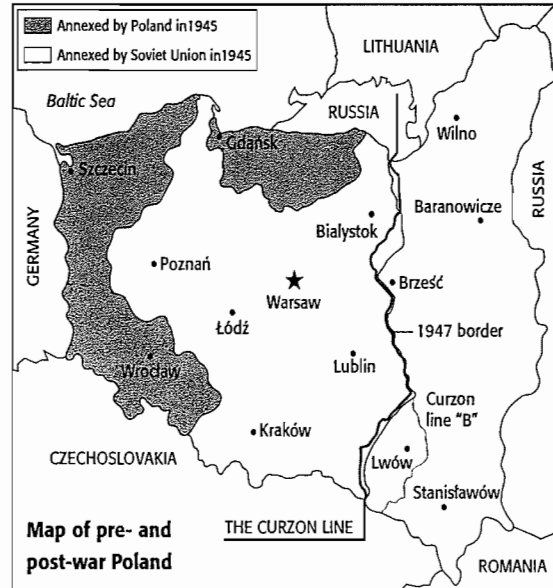 Annexed by Poland in 1945
Annexed by Soviet Union in1945
LITHUANIA
Baltic Sea
RUSSIA
Wilno
Gdańsk
Szczecin
RUSSIA
Baranowicze
Bialystok
GERMANY
Poznań
Brześć
Warsaw
Łódź
1947 border
Lublin
Wrocław
Curzon
line "B"
Kraków
Lwów
CZECHOSLOVAKIA
Stanisławów
Map of pre- and
post-war Poland
THE CURZON LINE
ROMANIA